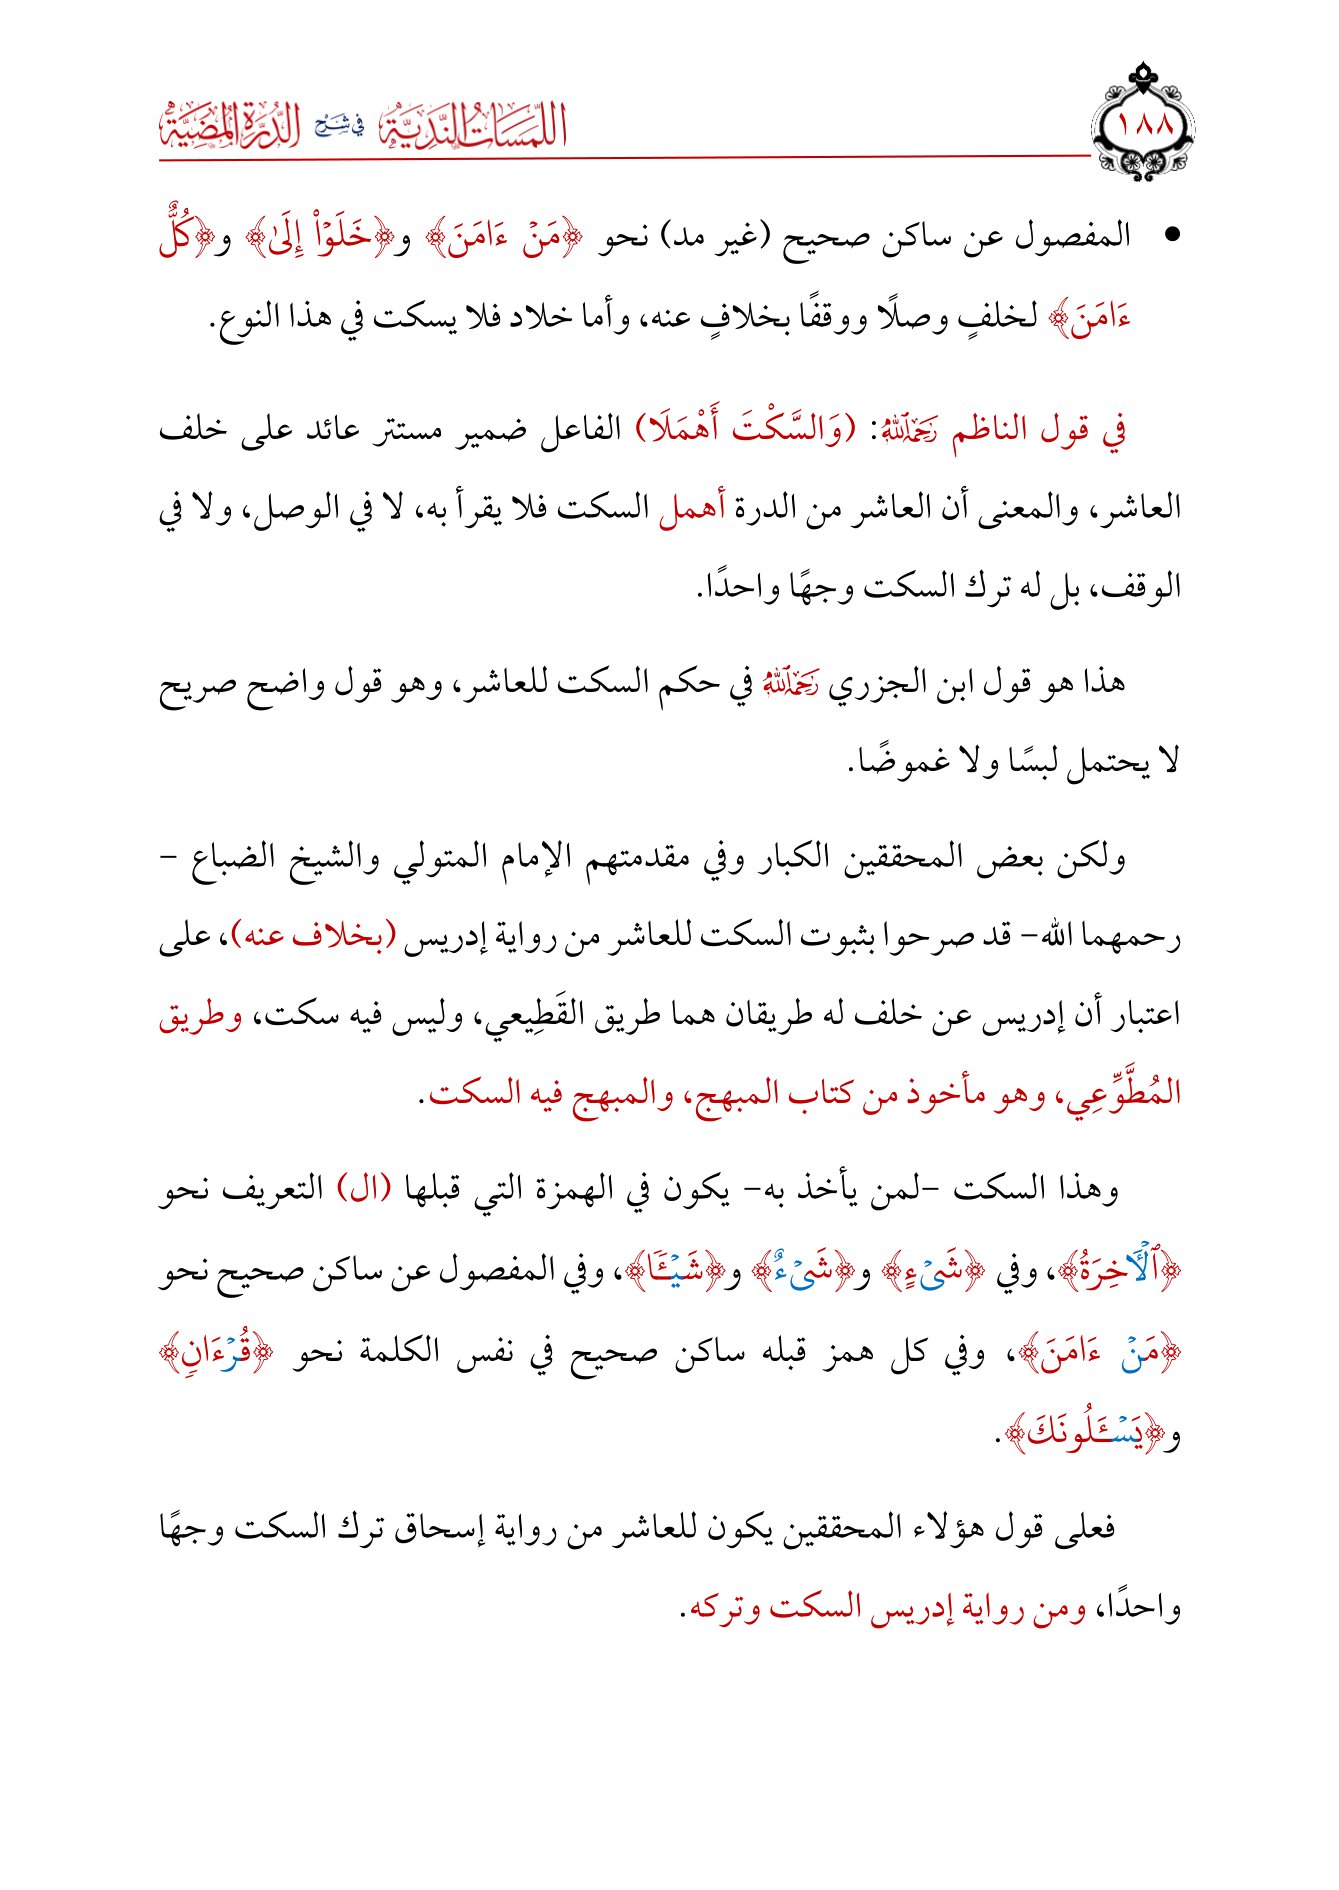 اللمسات الندية في شرح الدرة المضية
١٨٨
• المفصول عن ساكن صحيح (غير مد) نحو ﴿مَنۡ ءَامَنَ﴾ و﴿خَلَوۡاْ إِلَىٰ﴾ و﴿كُلٌّ
ءَامَنَ﴾ لخلفٍ وصلًا ووقفًا بخلافٍ عنه، وأما خلاد فلا يسكت في هذا النوع.
في قول الناظم رَحِمَهُ ٱللَّهُ: (وَالسَّكْتَ أَهْمَلَا) الفاعل ضمير مستتر عائد على خلف
العاشر، والمعنى أن العاشر من الدرة أهمل السكت فلا يقرأ به، لا في الوصل، ولا في
الوقف، بل له ترك السكت وجهًا واحدًا.
هذا هو قول ابن الجزري رَحِمَهُ ٱللَّهُ في حكم السكت للعاشر، وهو قول واضح صريح
لا يحتمل لبسًا ولا غموضًا.
ولكن بعض المحققين الكبار وفي مقدمتهم الإمام المتولي والشيخ الضباع –
رحمهما الله– قد صرحوا بثبوت السكت للعاشر من رواية إدريس (بخلاف عنه)، على
اعتبار أن إدريس عن خلف له طريقان هما طريق القَطِيعي، وليس فيه سكت، وطريق
المُطَّوِّعِي، وهو مأخوذ من كتاب المبهج، والمبهج فيه السكت.
وهذا السكت –لمن يأخذ به– يكون في الهمزة التي قبلها (ال) التعريف نحو
﴿ٱلۡأٓخِرَةُ﴾، وفي ﴿شَيۡءٍ﴾ و﴿شَيۡءٌ﴾ و﴿شَيۡـًٔا﴾، وفي المفصول عن ساكن صحيح نحو
﴿مَنۡ ءَامَنَ﴾، وفي كل همز قبله ساكن صحيح في نفس الكلمة نحو ﴿قُرۡءَانٖ﴾
و﴿يَسۡـَٔلُونَكَ﴾.
فعلى قول هؤلاء المحققين يكون للعاشر من رواية إسحاق ترك السكت وجهًا
واحدًا، ومن رواية إدريس السكت وتركه.